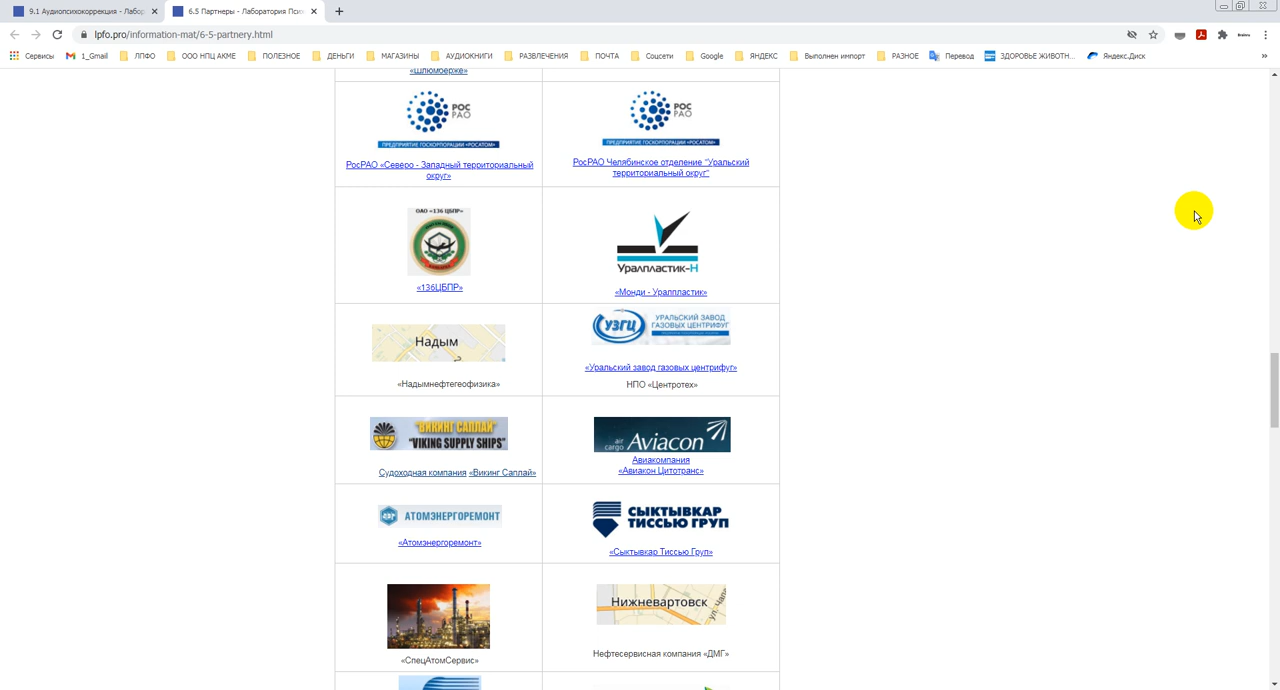 9.1 Аудиопсихокоррекция - Лабор
6.5 Партнеры - Лаборатория Псих
lpfo.pro/information-mat/6-5-partnery.html
Сервисы
1_Gmail
ЛПФО
ООО НПЦ АКМЕ
ПОЛЕЗНОЕ
ДЕНЬГИ
МАГАЗИНЫ
АУДИОКНИГИ
РАЗВЛЕЧЕНИЯ
ПОЧТА
Соцсети
Google
ЯНДЕКС
Выполнен импорт
РАЗНОЕ
Перевод
ЗДОРОВЬЕ ЖИВОТН...
Яндекс.Диск
«Шлюмберже»
РОС
РАО
ПРЕДПРИЯТИЕ ГОСКОРПОРАЦИИ «РОСАТОМ»
РосРАО «Северо - Западный территориальный
округ»
РОС
РАО
ПРЕДПРИЯТИЕ ГОСКОРПОРАЦИИ «РОСАТОМ»
РосРАО Челябинское отделение "Уральский
территориальный округ"
ОАО «136 ЦБПР»
«136ЦБПР»
Уралпластик-Н
«Монди - Уралпластик»
Надым
«Надымнефтегеофизика»
УЗГЦ
УРАЛЬСКИЙ ЗАВОД
ГАЗОВЫХ ЦЕНТРИФУГ
«Уральский завод газовых центрифуг»
НПО «Центротех»
"ВИКИНГ САПЛАЙ"
"VIKING SUPPLY SHIPS"
Судоходная компания «Викинг Саплай»
air
cargo Aviacon
Авиакомпания
«Авиакон Цитотранс»
АТОМЭНЕРГОРЕМОНТ
«Атомэнергоремонт»
СЫКТЫВКАР
ТИССЬЮ ГРУП
«Сыктывкар Тиссью Груп»
«СпецАтомСервис»
Нижневартовск
ул. Чап
Нефтесервисная компания «ДМГ»